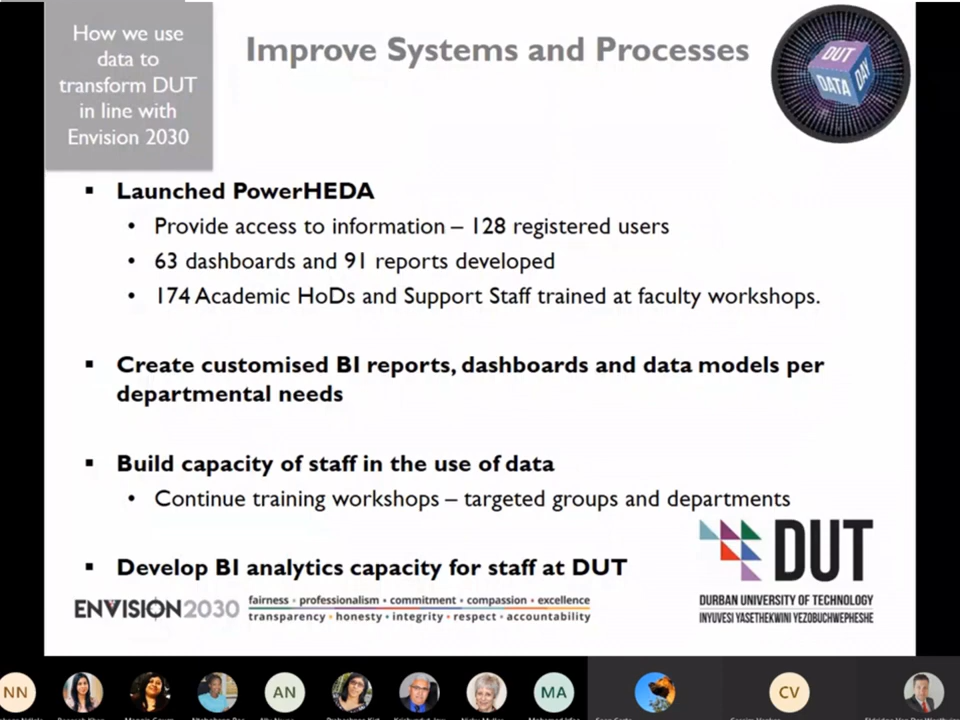 How we use
data to
transform DUT
in line with
Envision 2030
Improve Systems and Processes
DUT
DATA
DAY
▪ Launched PowerHEDA
• Provide access to information – 128 registered users
• 63 dashboards and 91 reports developed
• 174 Academic HoDs and Support Staff trained at faculty workshops.
▪ Create customised BI reports, dashboards and data models per
departmental needs
▪ Build capacity of staff in the use of data
• Continue training workshops – targeted groups and departments
▪ Develop BI analytics capacity for staff at DUT
DUT
DURBAN UNIVERSITY OF TECHNOLOGY
INYUVESI YASETHEKWINI YEZOBUCHWEPHESHE
ENVISION2030
fairness • professionalism • commitment • compassion • excellence
transparency • honesty • integrity • respect • accountability
NN
AN
MA
CV